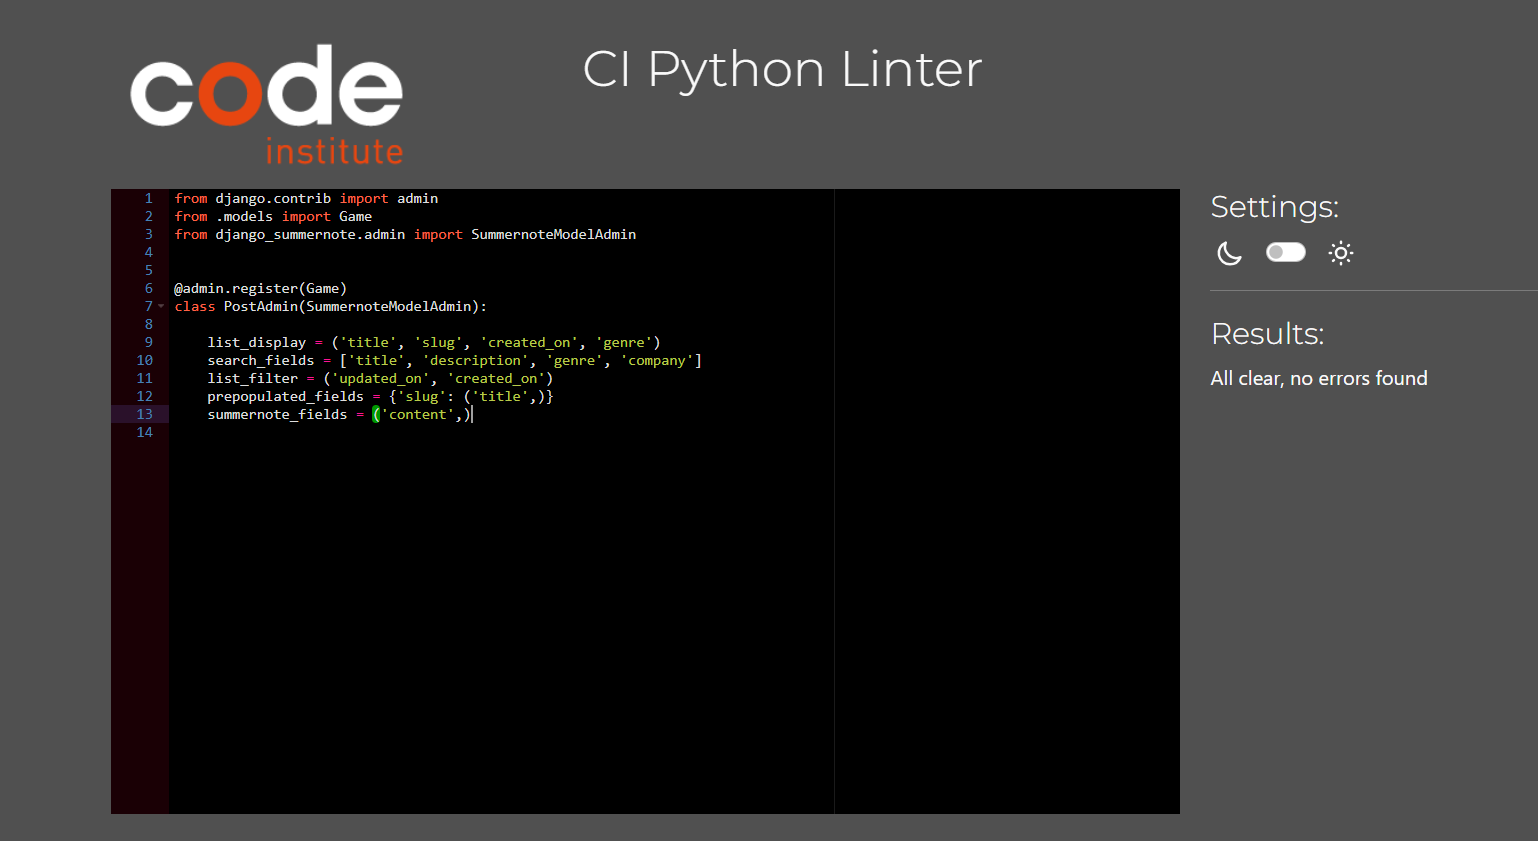 code
institute
CI Python Linter
1 from django.contrib import admin
2 from .models import Game
3 from django_summernote.admin import SummernoteModelAdmin
4
5
6 @admin.register(Game)
7 class PostAdmin(SummernoteModelAdmin):
8
9     list_display = ('title', 'slug', 'created_on', 'genre')
10     search_fields = ['title', 'description', 'genre', 'company']
11     list_filter = ('updated_on', 'created_on')
12     prepopulated_fields = {'slug': ('title',)}
13     summernote_fields = ('content',)
14
Settings:
Results:
All clear, no errors found